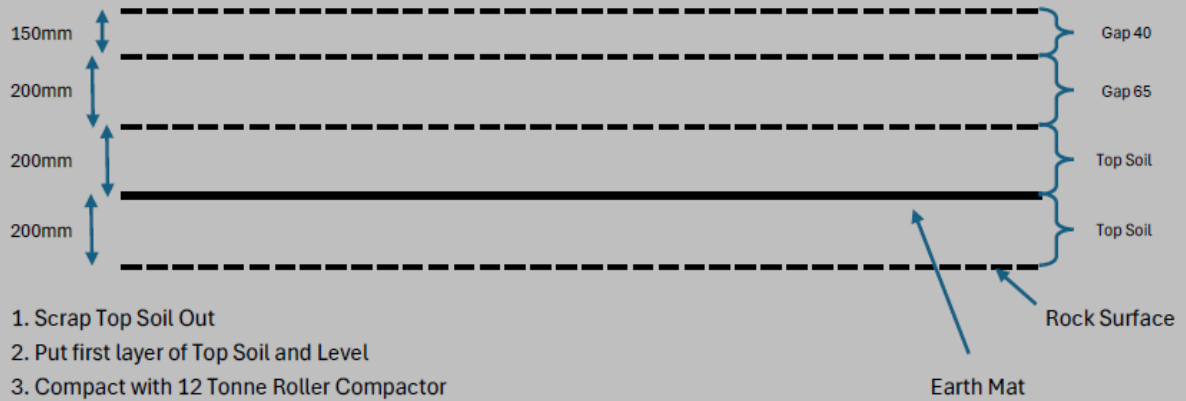 150mm
Gap 40
200mm
Gap 65
200mm
Top Soil
200mm
Top Soil
1. Scrap Top Soil Out
Rock Surface
2. Put first layer of Top Soil and Level
3. Compact with 12 Tonne Roller Compactor
Earth Mat